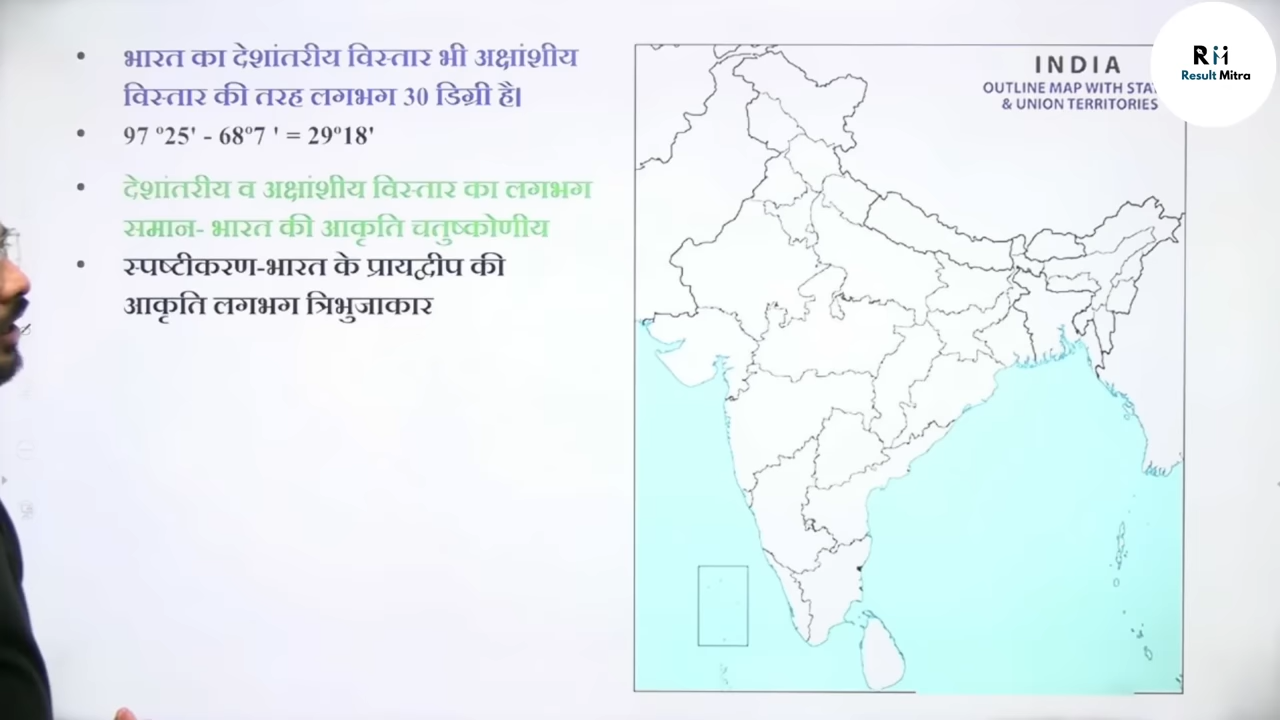 • भारत का देशांतरीय विस्तार भी अक्षांशीय
विस्तार की तरह लगभग 30 डिग्री है।
• 97 º25' - 68º7 ' = 29º18'
• देशांतरीय व अक्षांशीय विस्तार का लगभग
समान- भारत की आकृति चतुष्कोणीय
• स्पष्टीकरण-भारत के प्रायद्वीप की
आकृति लगभग त्रिभुजाकार
INDIA
OUTLINE MAP WITH STA
& UNION TERRITORIES
RM
Result Mitra